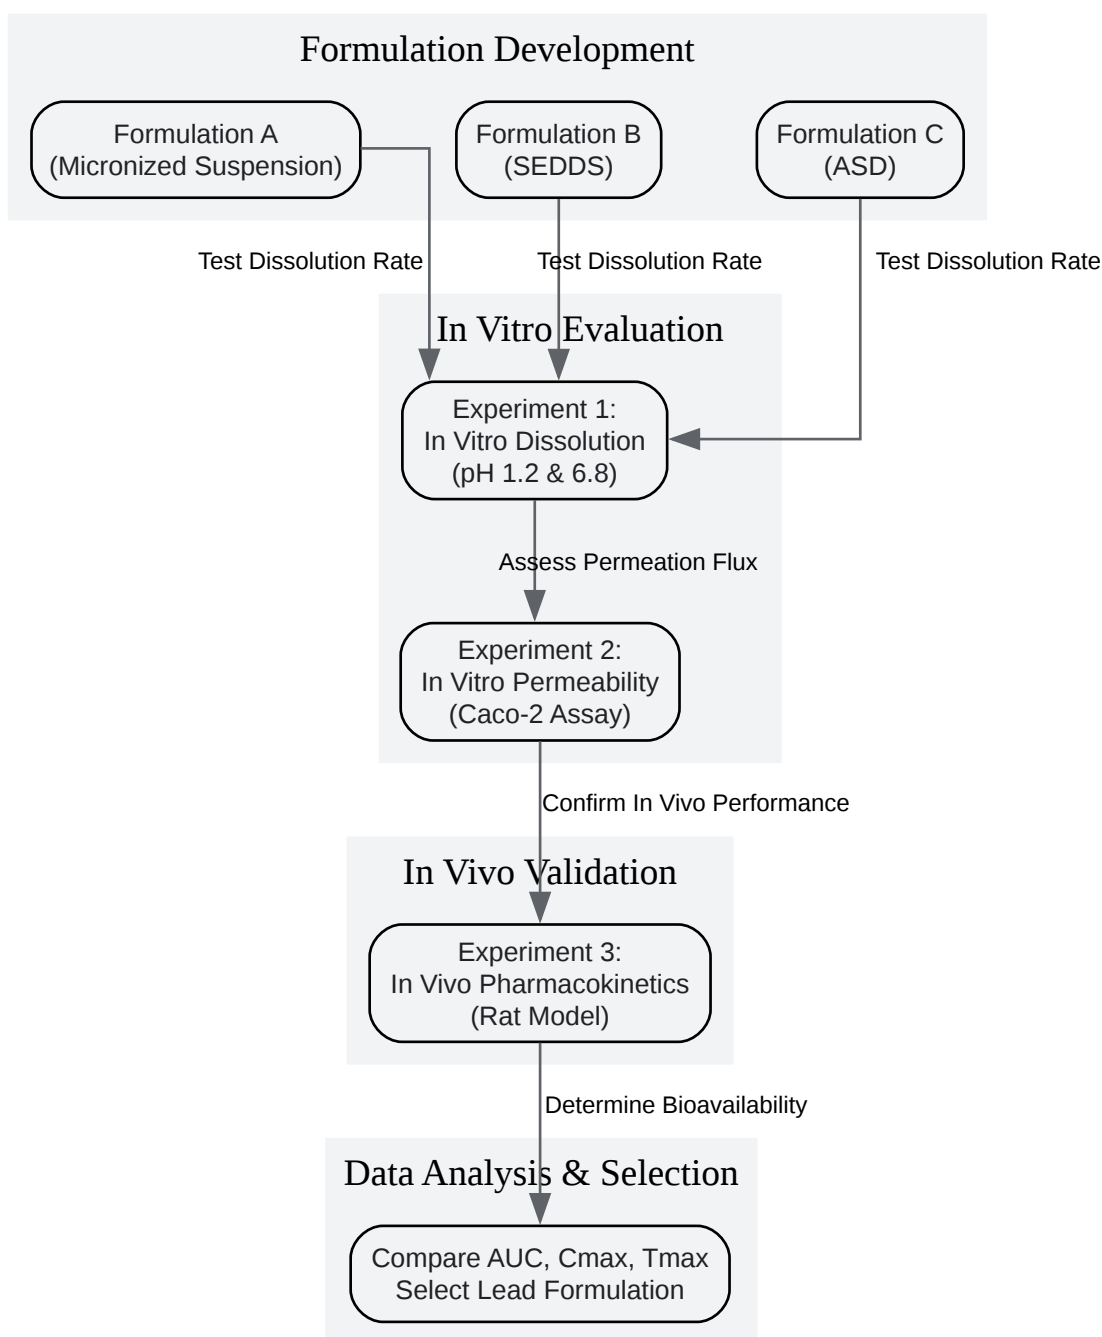 Formulation Development
Formulation A
(Micronized Suspension)
Formulation B
(SEDDS)
Formulation C
(ASD)
Test Dissolution Rate
Test Dissolution Rate
Test Dissolution Rate
In Vitro Evaluation
Experiment 1:
In Vitro Dissolution
(pH 1.2 & 6.8)
Assess Permeation Flux
Experiment 2:
In Vitro Permeability
(Caco-2 Assay)
Confirm In Vivo Performance
In Vivo Validation
Experiment 3:
In Vivo Pharmacokinetics
(Rat Model)
Determine Bioavailability
Data Analysis & Selection
Compare AUC, Cmax, Tmax
Select Lead Formulation